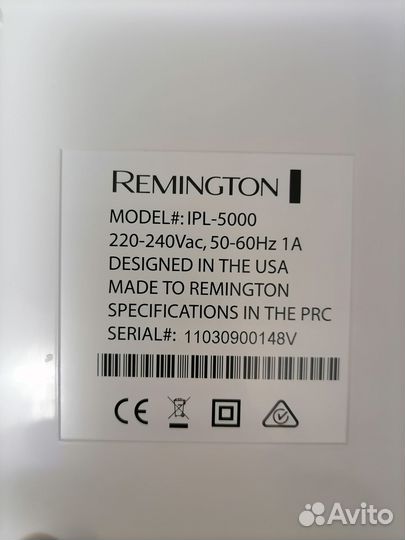 REMINGTON
MODEL#: IPL-5000
220-240Vac, 50-60Hz 1A
DESIGNED IN THE USA
MADE TO REMINGTON
SPECIFICATIONS IN THE PRC
SERIAL#: 11030900148V
CE
Avito